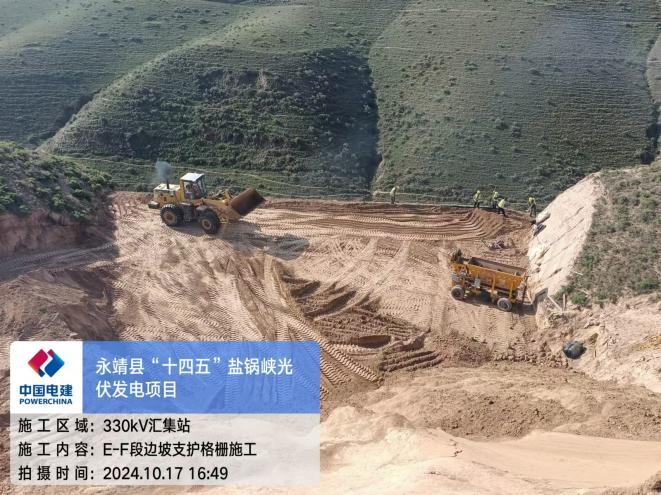 中国电建
POWERCHINA
永靖县“十四五”盐锅峡光
伏发电项目
施工区域：330kV汇集站
施工内容：E-F段边坡支护格栅施工
拍摄时间：2024.10.17 16:49